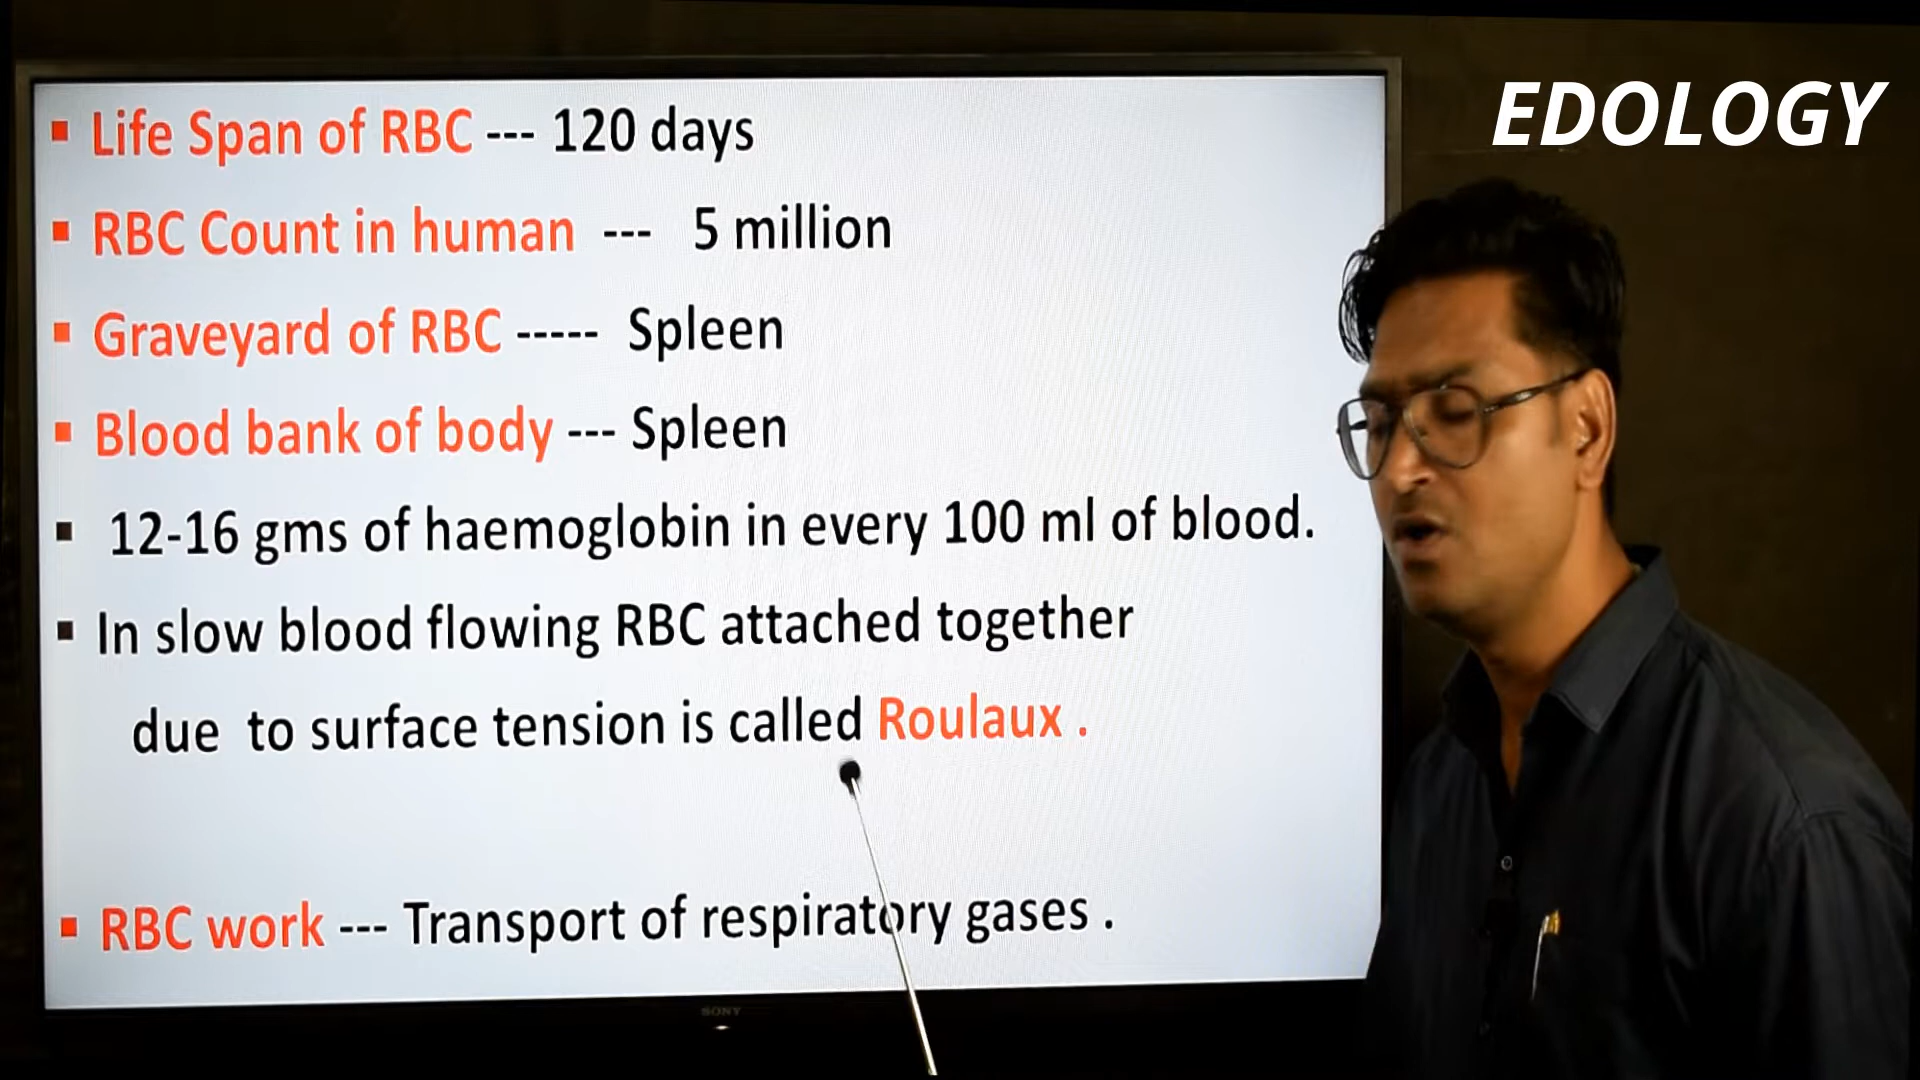 EDOLOGY
▪ Life Span of RBC --- 120 days
▪ RBC Count in human --- 5 million
▪ Graveyard of RBC ----- Spleen
▪ Blood bank of body --- Spleen
▪ 12-16 gms of haemoglobin in every 100 ml of blood.
▪ In slow blood flowing RBC attached together
due to surface tension is called Roulaux .
▪ RBC work --- Transport of respiratory gases .
SONY